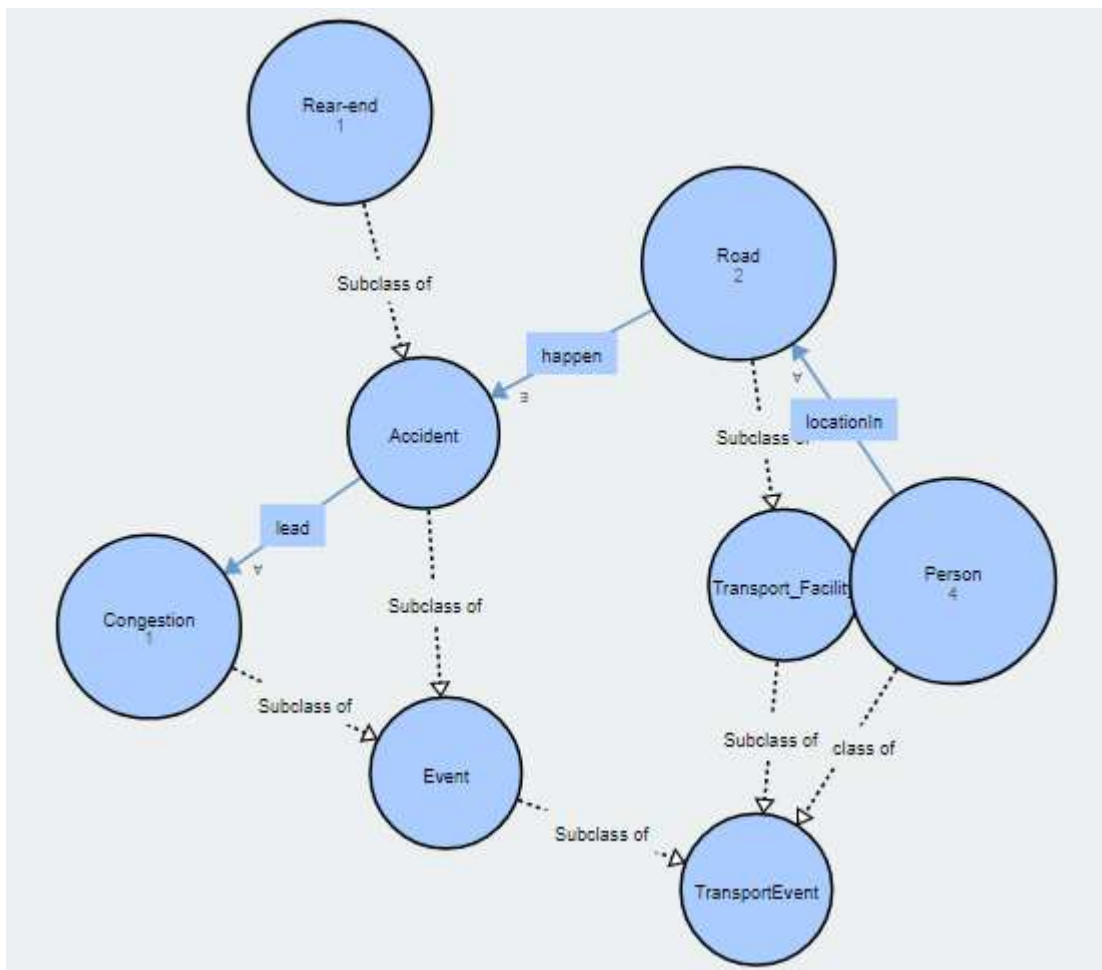 Rear-end
1
Subclass of
Road
2
happen
E
A
locationIn
Subclass of
Accident
lead
A
Congestion
1
Subclass of
Transport_Facility
Person
4
Subclass of
Event
Subclass of
class of
Subclass of
TransportEvent